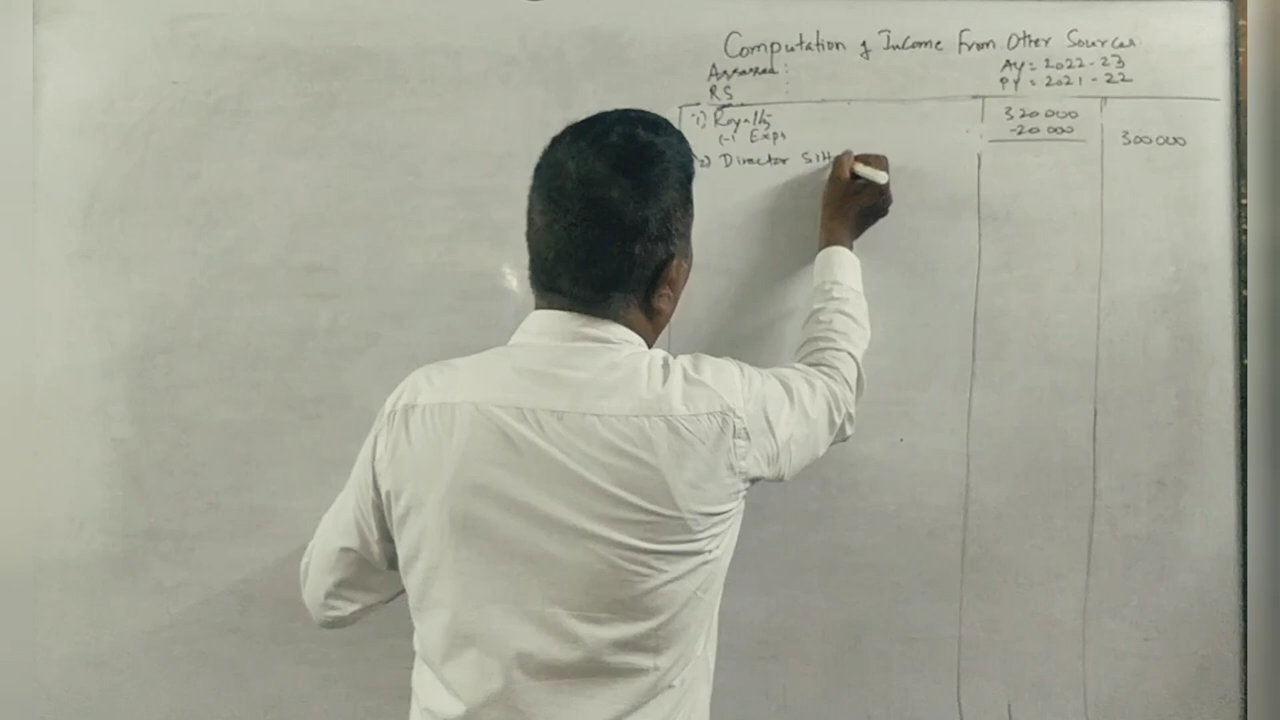 Computation of Income From Other Sources
Assessee :
AY = 2022-23
RS :
PY = 2021-22
1) Royalty 320000
(-) Exps -20000 300000
2) Director Sitt